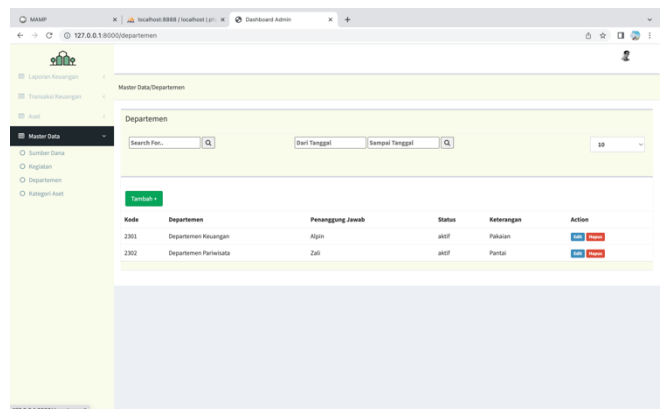 MAMP
localhost:8888 / localhost | ph
Dashboard Admin
127.0.0.1:8000/departemen
Laporan Keuangan
Transaksi Keuangan
Aset
Master Data
Sumber Dana
Kegiatan
Departemen
Kategori Aset
Master Data/Departemen
Departemen
Search For..
Dari Tanggal
Sampai Tanggal
10
Tambah +
Kode Departemen Penanggung Jawab Status Keterangan Action
2301 Departemen Keuangan Alpin aktif Pakaian Edit Hapus
2302 Departemen Pariwisata Zali aktif Pantai Edit Hapus